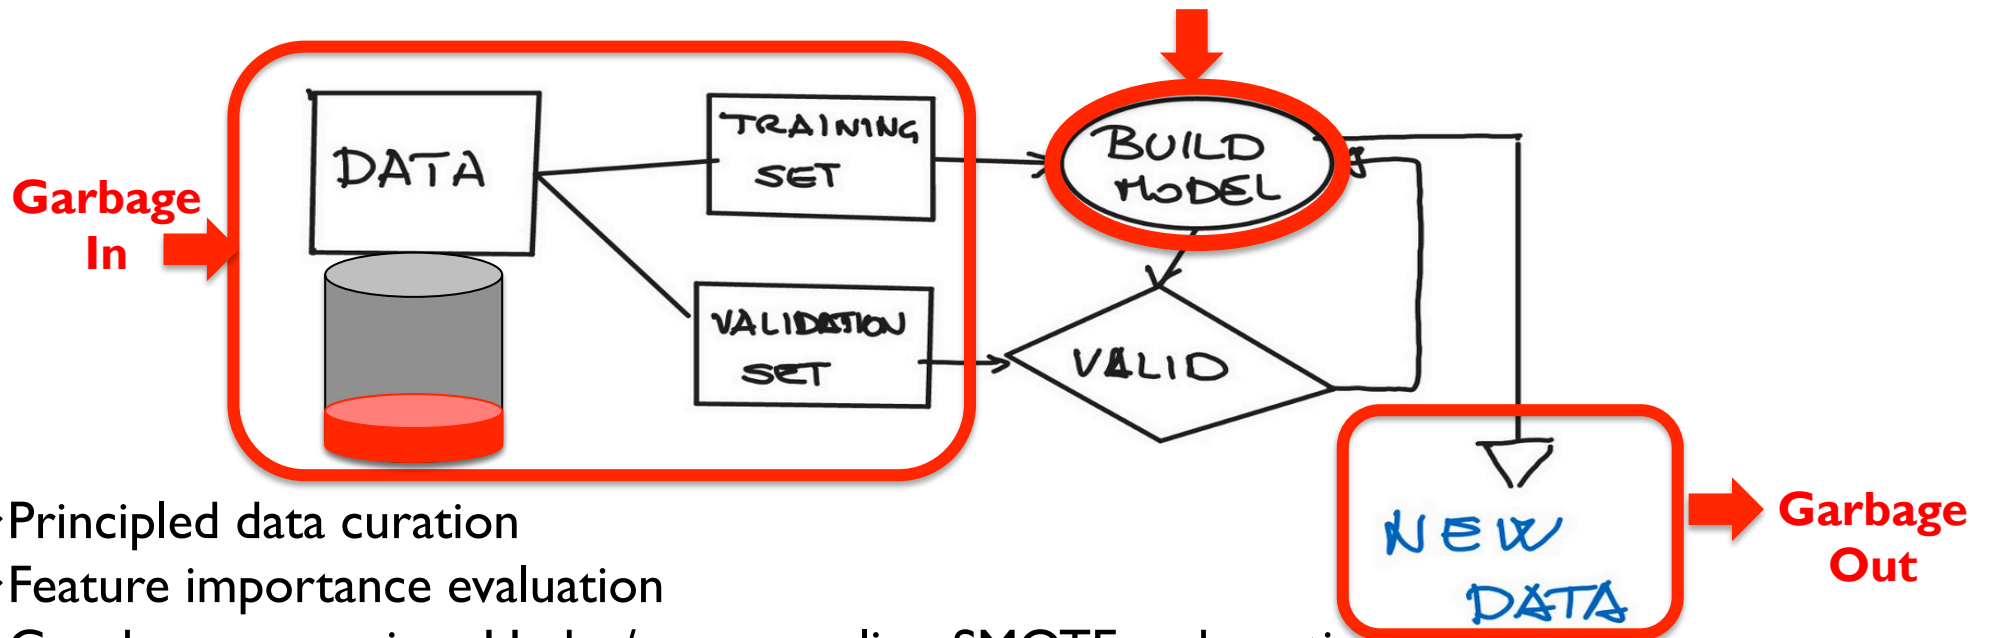 Garbage
In
DATA
TRAINING
SET
VALIDATION
SET
BUILD
MODEL
VALID
NEW
DATA
Garbage
Out
Principled data curation
Feature importance evaluation
SMOTE